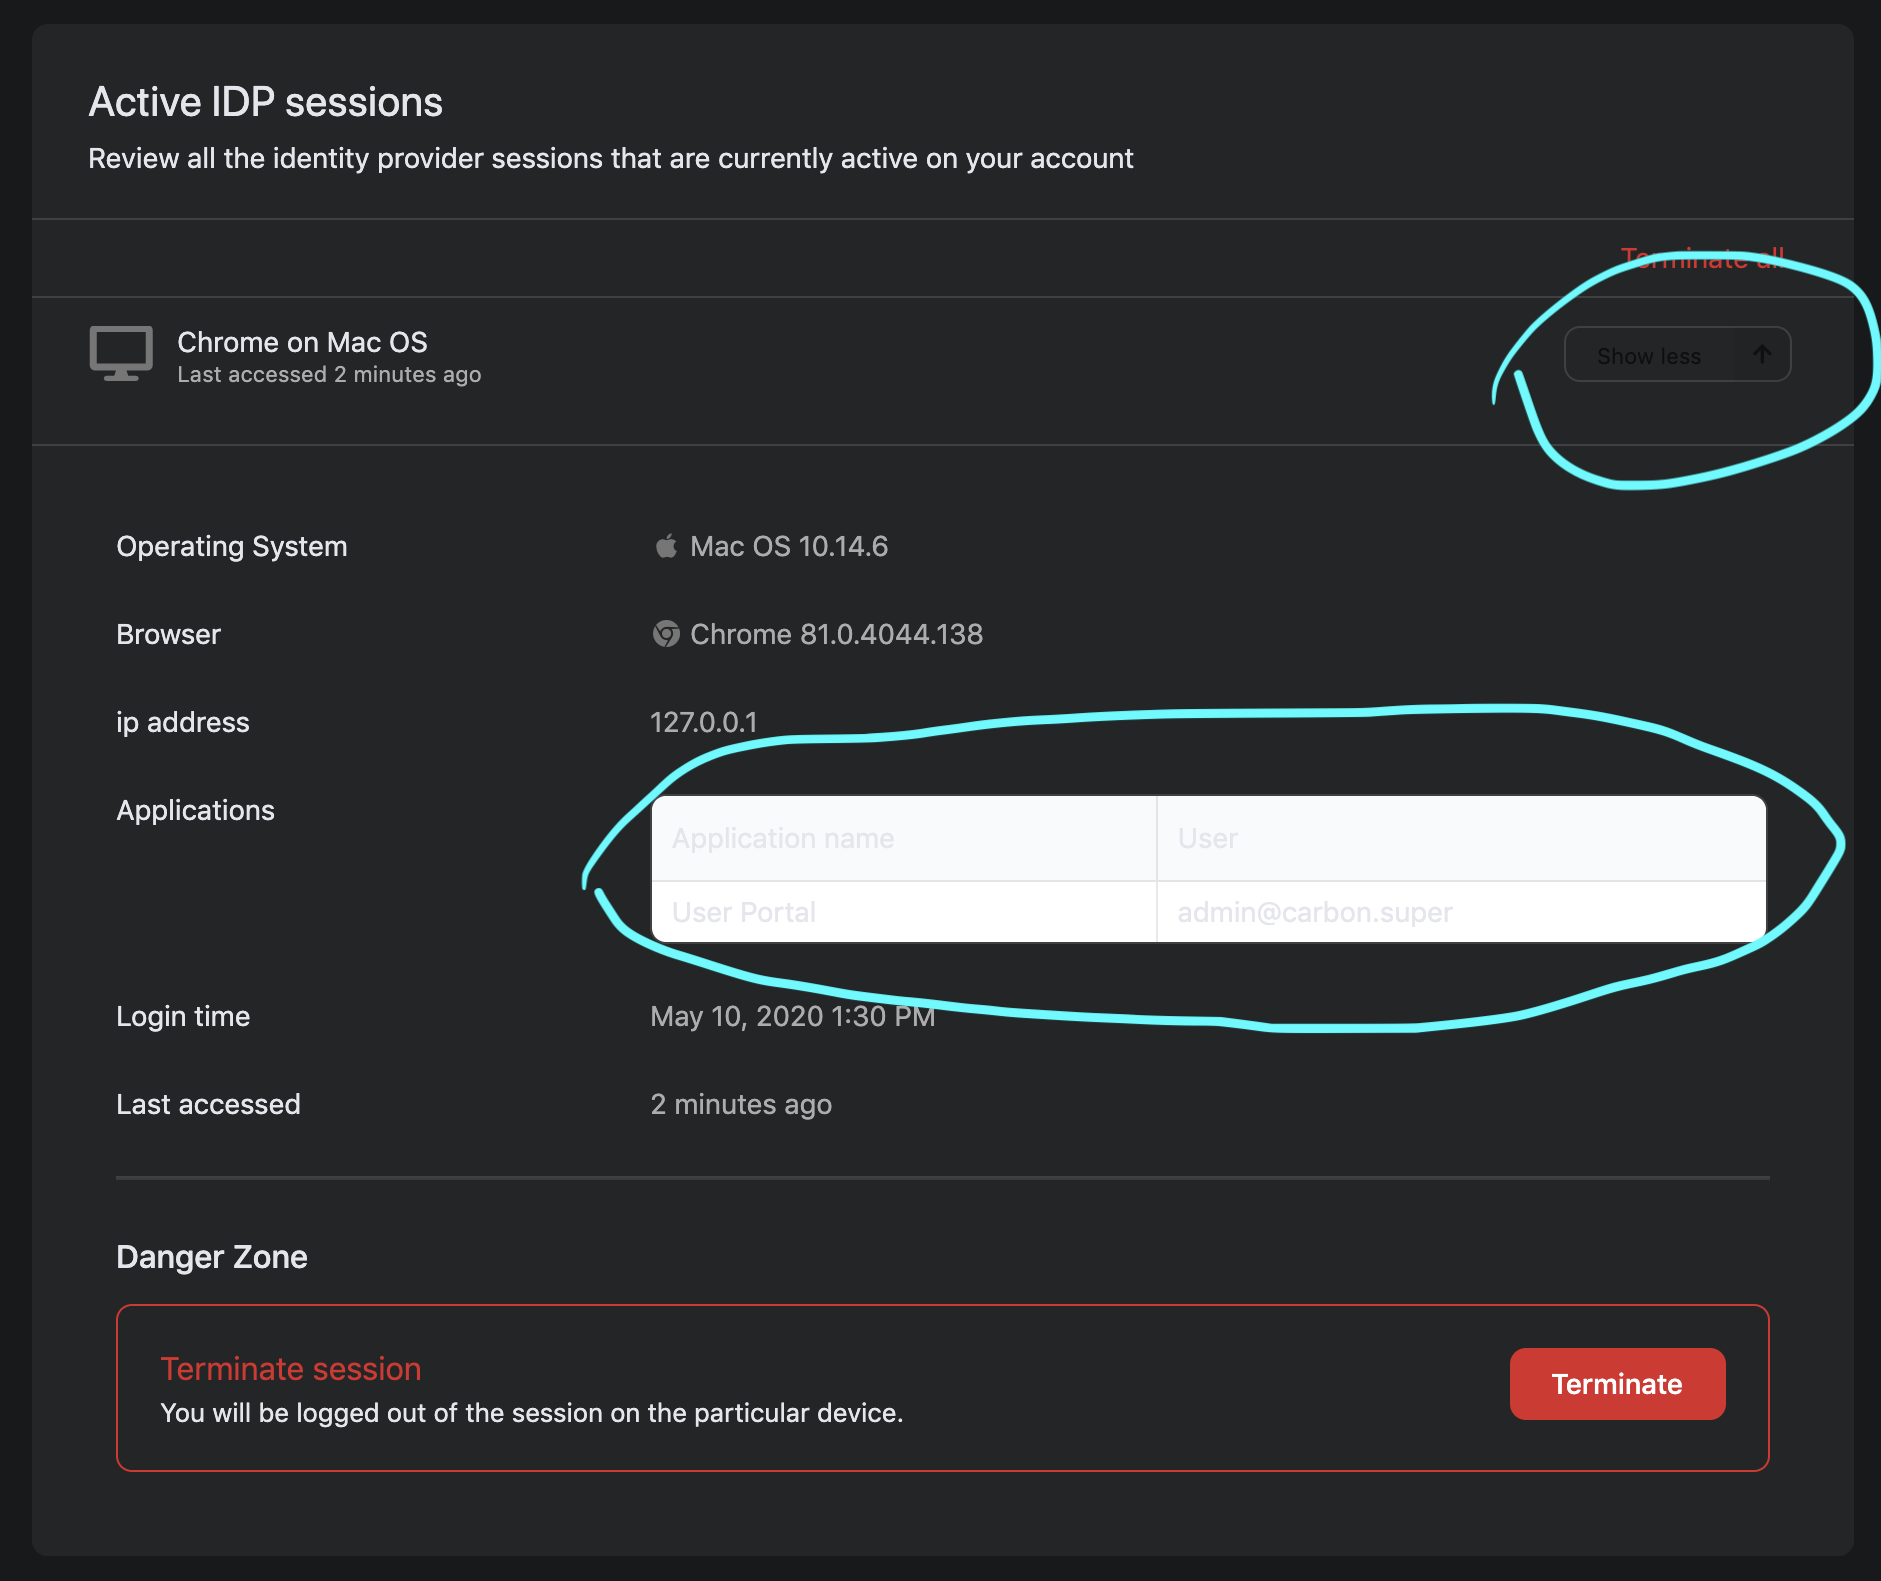 Active IDP sessions
Review all the identity provider sessions that are currently active on your account
Terminate all
Chrome on Mac OS
Last accessed 2 minutes ago
Show less
Operating System
Mac OS 10.14.6
Browser
Chrome 81.0.4044.138
ip address
127.0.0.1
Applications
Application name
User
User Portal
admin@carbon.super
Login time
May 10, 2020 1:30 PM
Last accessed
2 minutes ago
Danger Zone
Terminate session
You will be logged out of the session on the particular device.
Terminate